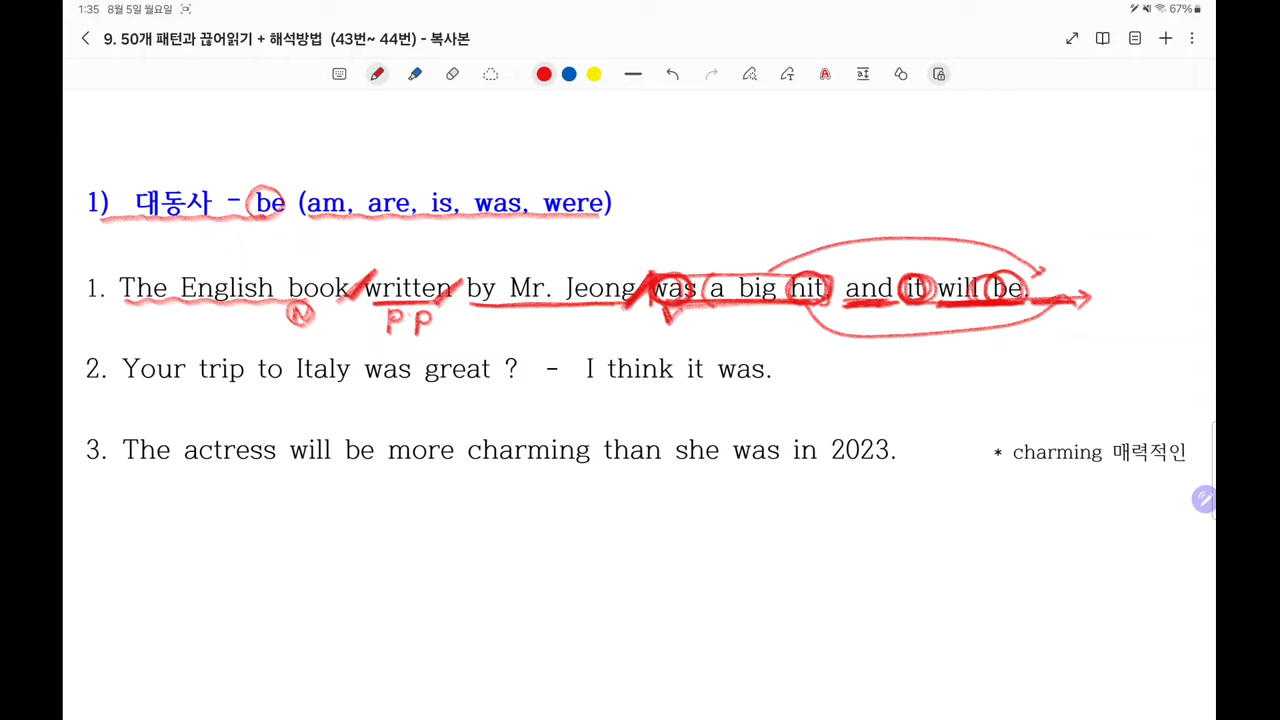 1:35 8월 5일 월요일 67%
9. 50개 패턴과 끊어읽기 + 해석방법 (43번~ 44번) - 복사본
1) 대동사 - be (am, are, is, was, were)
1. The English book written by Mr. Jeong was a big hit and it will be.
N p.p
2. Your trip to Italy was great ? - I think it was.
3. The actress will be more charming than she was in 2023. * charming 매력적인